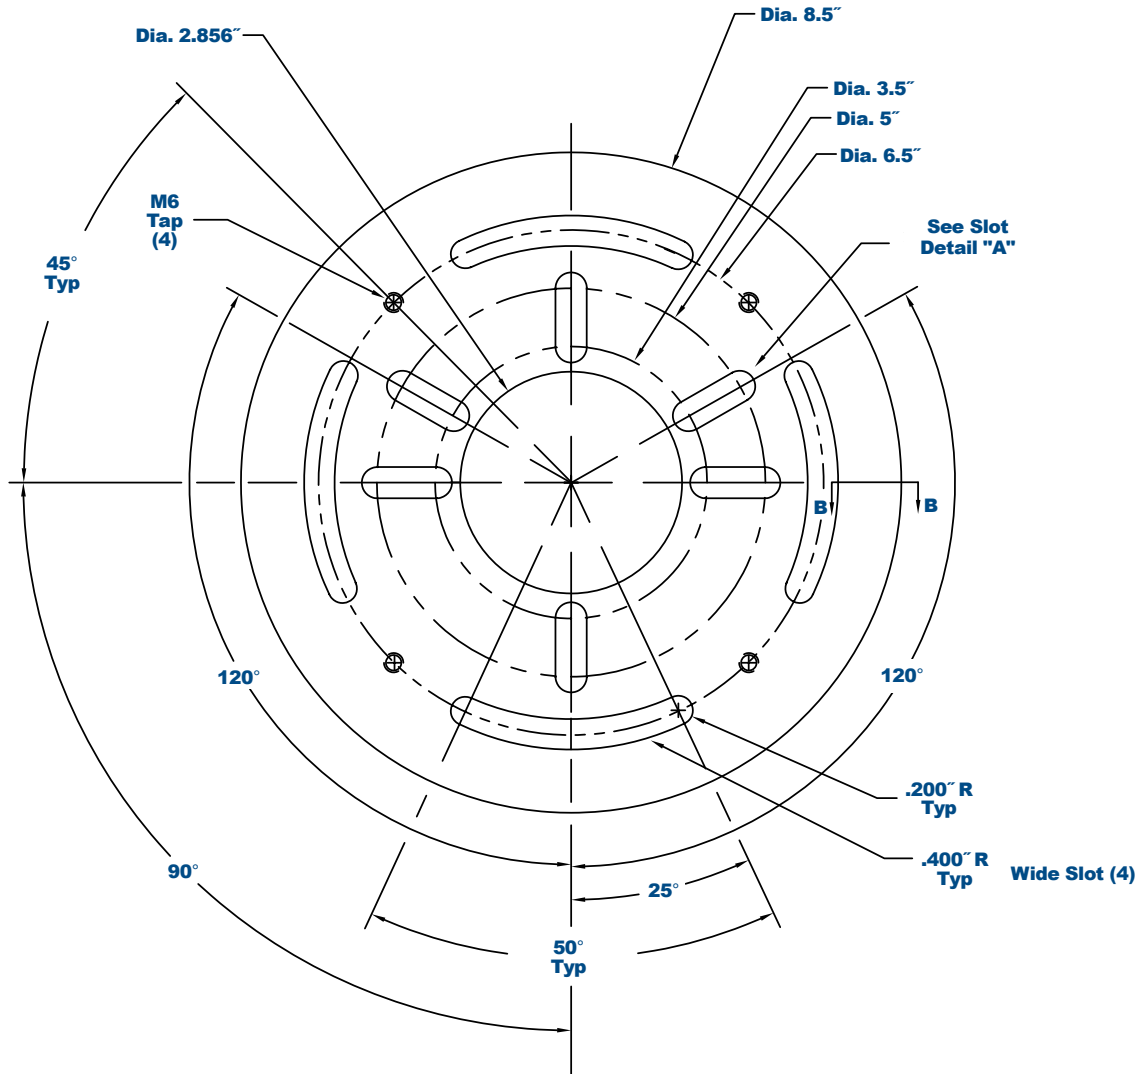 Dia. 8.5″
Dia. 2.856″
Dia. 3.5″
Dia. 5″
Dia. 6.5″
M6
Tap
(4)
See Slot
Detail "A"
45°
Typ
B
B
120°
120°
.200″ R
Typ
90°
.400″ R
Typ
Wide Slot (4)
25°
50°
Typ